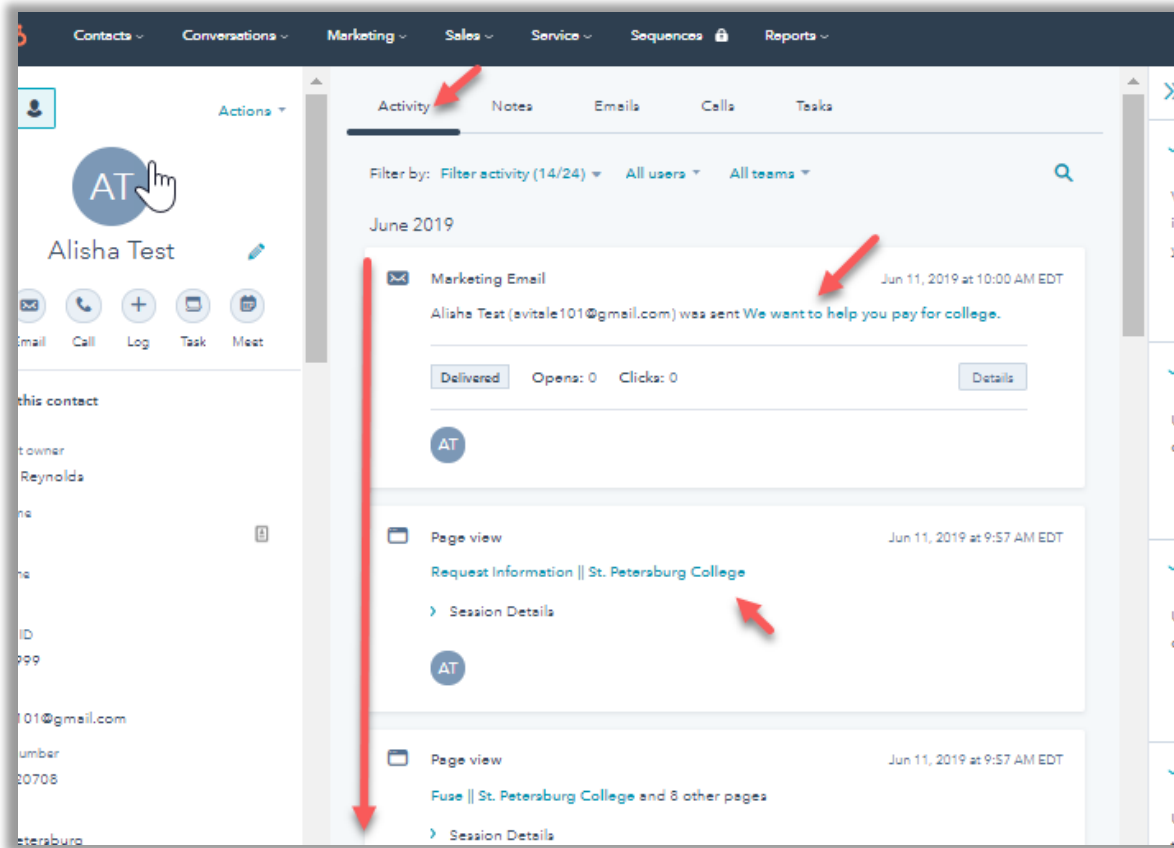 Contacts Conversations Marketing Sales Service Sequences Reports
Actions
AT
Alisha Test
Email Call Log Task Meet
this contact
t owner
Reynolds
ID
999
101@gmail.com
umber
20708
etersburg
Activity Notes Emails Calls Tasks
Filter by: Filter activity (14/24) All users All teams
June 2019
Marketing Email Jun 11, 2019 at 10:00 AM EDT
Alisha Test (avitale101@gmail.com) was sent We want to help you pay for college.
Delivered Opens: 0 Clicks: 0 Details
AT
Page view Jun 11, 2019 at 9:57 AM EDT
Request Information || St. Petersburg College
Session Details
AT
Page view Jun 11, 2019 at 9:57 AM EDT
Fuse || St. Petersburg College and 8 other pages
Session Details